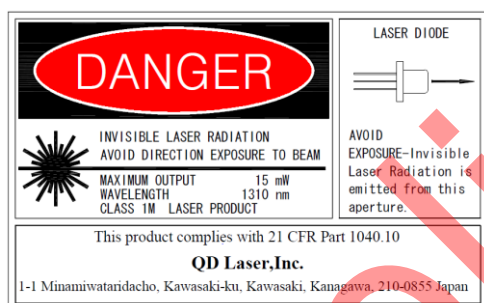 DANGER
INVISIBLE LASER RADIATION
AVOID DIRECTION EXPOSURE TO BEAM
MAXIMUM OUTPUT 15 mW
WAVELENGTH 1310 nm
CLASS 1M LASER PRODUCT
LASER DIODE
AVOID
EXPOSURE-Invisible
Laser Radiation is
emitted from this
aperture.
This product complies with 21 CFR Part 1040.10
QD Laser,Inc.
1-1 Minamiwataridacho, Kawasaki-ku, Kawasaki, Kanagawa, 210-0855 Japan